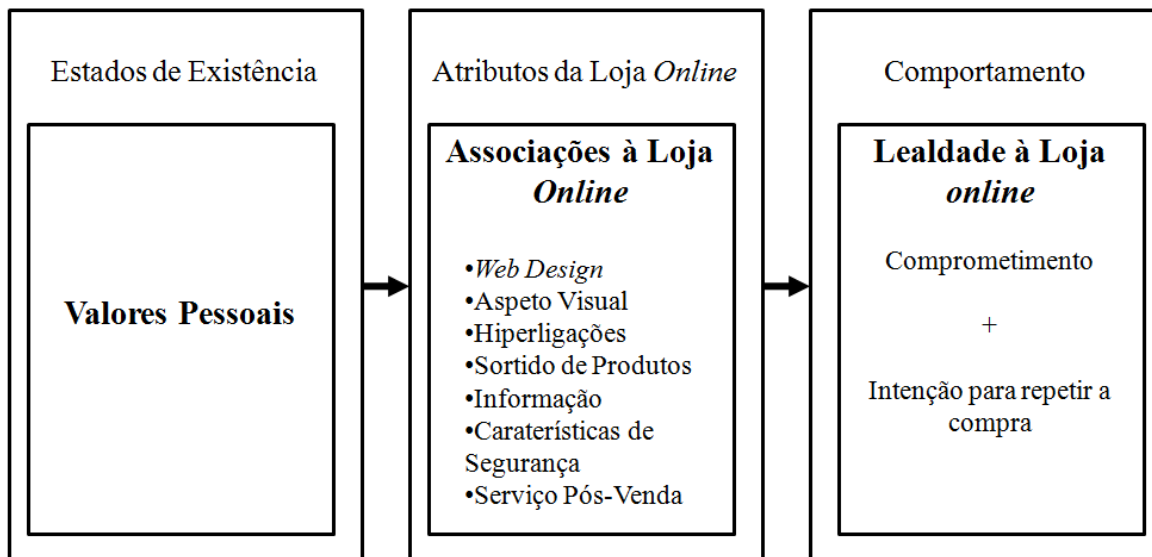 Estados de Existência
Valores Pessoais
Atributos da Loja Online
Associações à Loja
Online
•Web Design
•Aspeto Visual
•Hiperligações
•Sortido de Produtos
•Informação
•Caraterísticas de
Segurança
•Serviço Pós-Venda
Comportamento
Lealdade à Loja
online
Comprometimento
+
Intenção para repetir a
compra